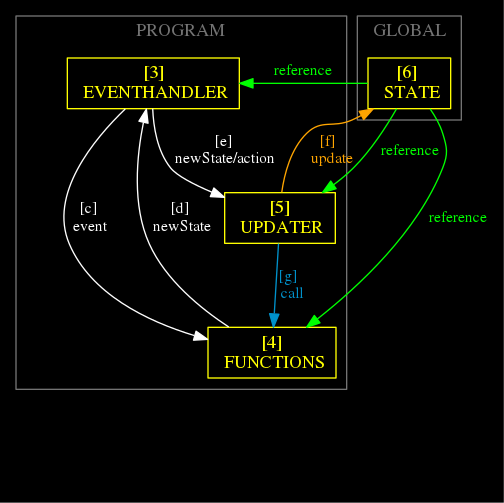 PROGRAM
GLOBAL
[3]
EVENTHANDLER
reference
[6]
STATE
[e]
newState/action
[f]
update
reference
[c]
event
[d]
newState
[5]
UPDATER
reference
[g]
call
[4]
FUNCTIONS